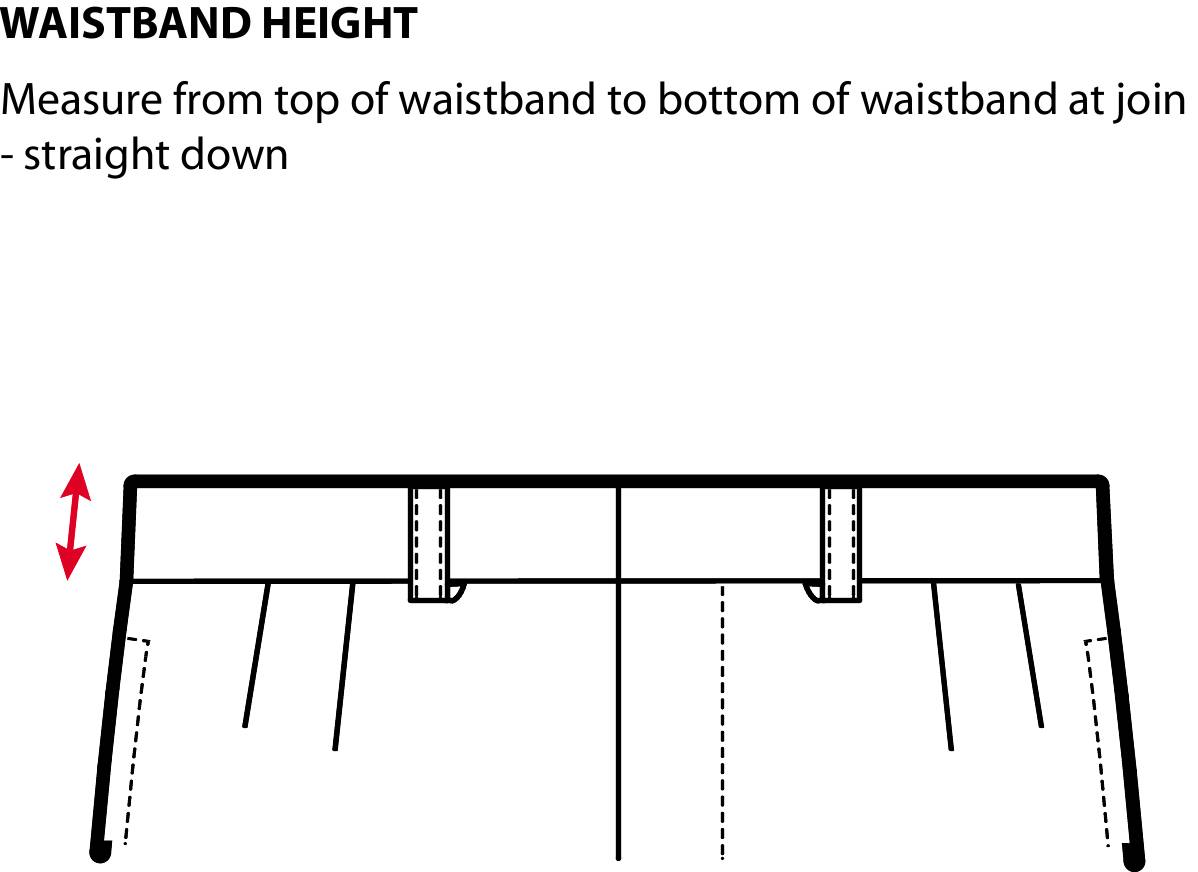 WAISTBAND HEIGHT
Measure from top of waistband to bottom of waistband at join
- straight down